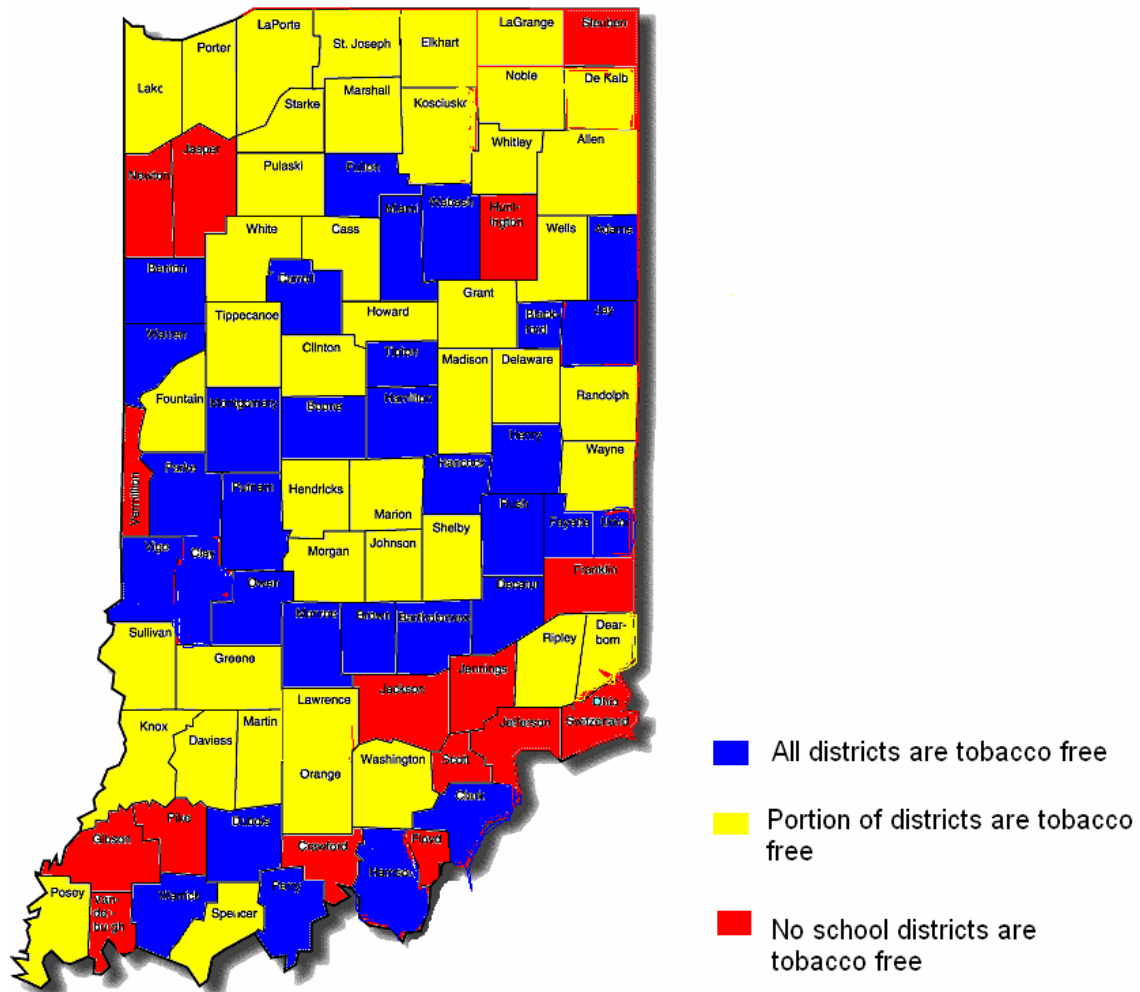 LaPorte
LaGrange
Steuben
Porter
St. Joseph
Elkhart
Noble
De Kalb
Lake
Starke
Marshall
Kosciusko
Whitley
Allen
Jasper
Newton
Pulaski
Fulton
Miami
Wabash
Hunt-
ington
White
Cass
Wells
Adams
Benton
Carroll
Grant
Tippecanoe
Howard
Black-
ford
Jay
Warren
Clinton
Tipton
Madison
Delaware
Fountain
Montgomery
Boone
Hamilton
Randolph
Henry
Wayne
Vermillion
Parke
Putnam
Hendricks
Marion
Hancock
Rush
Shelby
Fayette
Union
Vigo
Clay
Morgan
Johnson
Franklin
Owen
Decatur
Monroe
Brown
Bartholomew
Sullivan
Greene
Ripley
Dear-
born
Jennings
Jackson
Lawrence
Ohio
Switzerland
Jefferson
Knox
Daviess
Martin
Scott
Washington
Orange
Clark
Gibson
Pike
Dubois
Crawford
Floyd
Harrison
Posey
Van-
der-
burgh
Warrick
Spencer
Perry
All districts are tobacco free
Portion of districts are tobacco
free
No school districts are
tobacco free